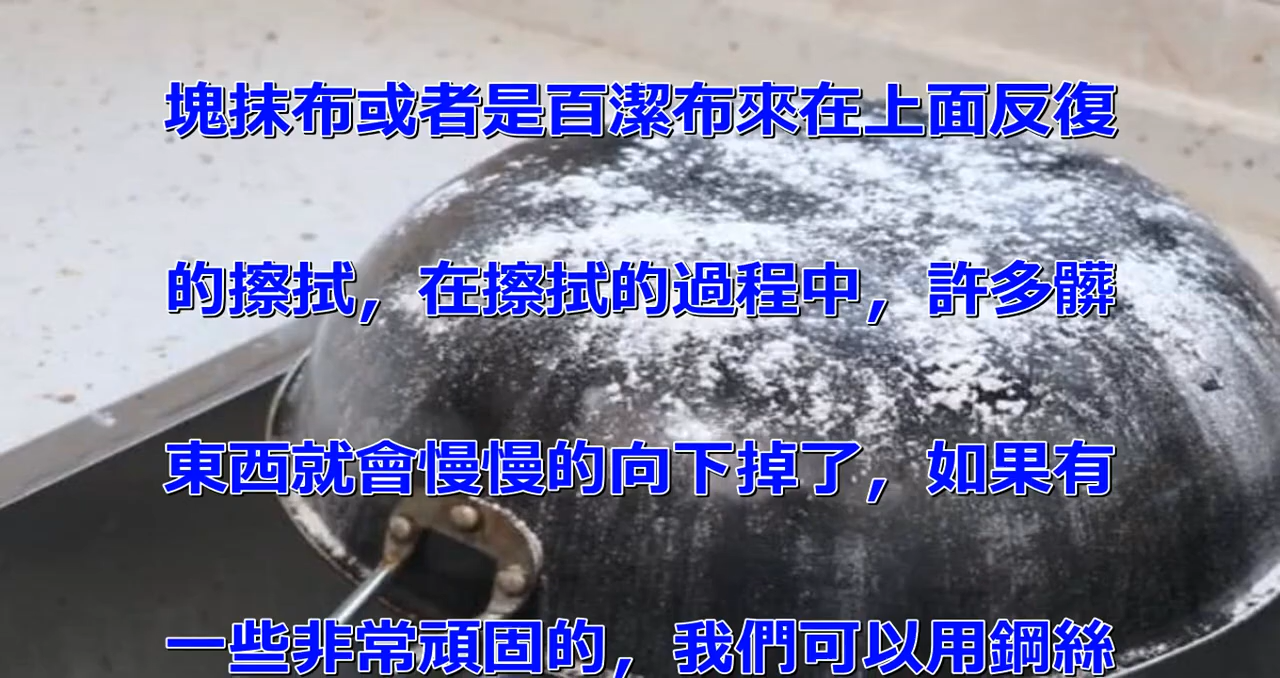 塊抹布或者是百潔布來在上面反復
的擦拭，在擦拭的過程中，許多髒
東西就會慢慢的向下掉了，如果有
一些非常頑固的，我們可以用鋼絲